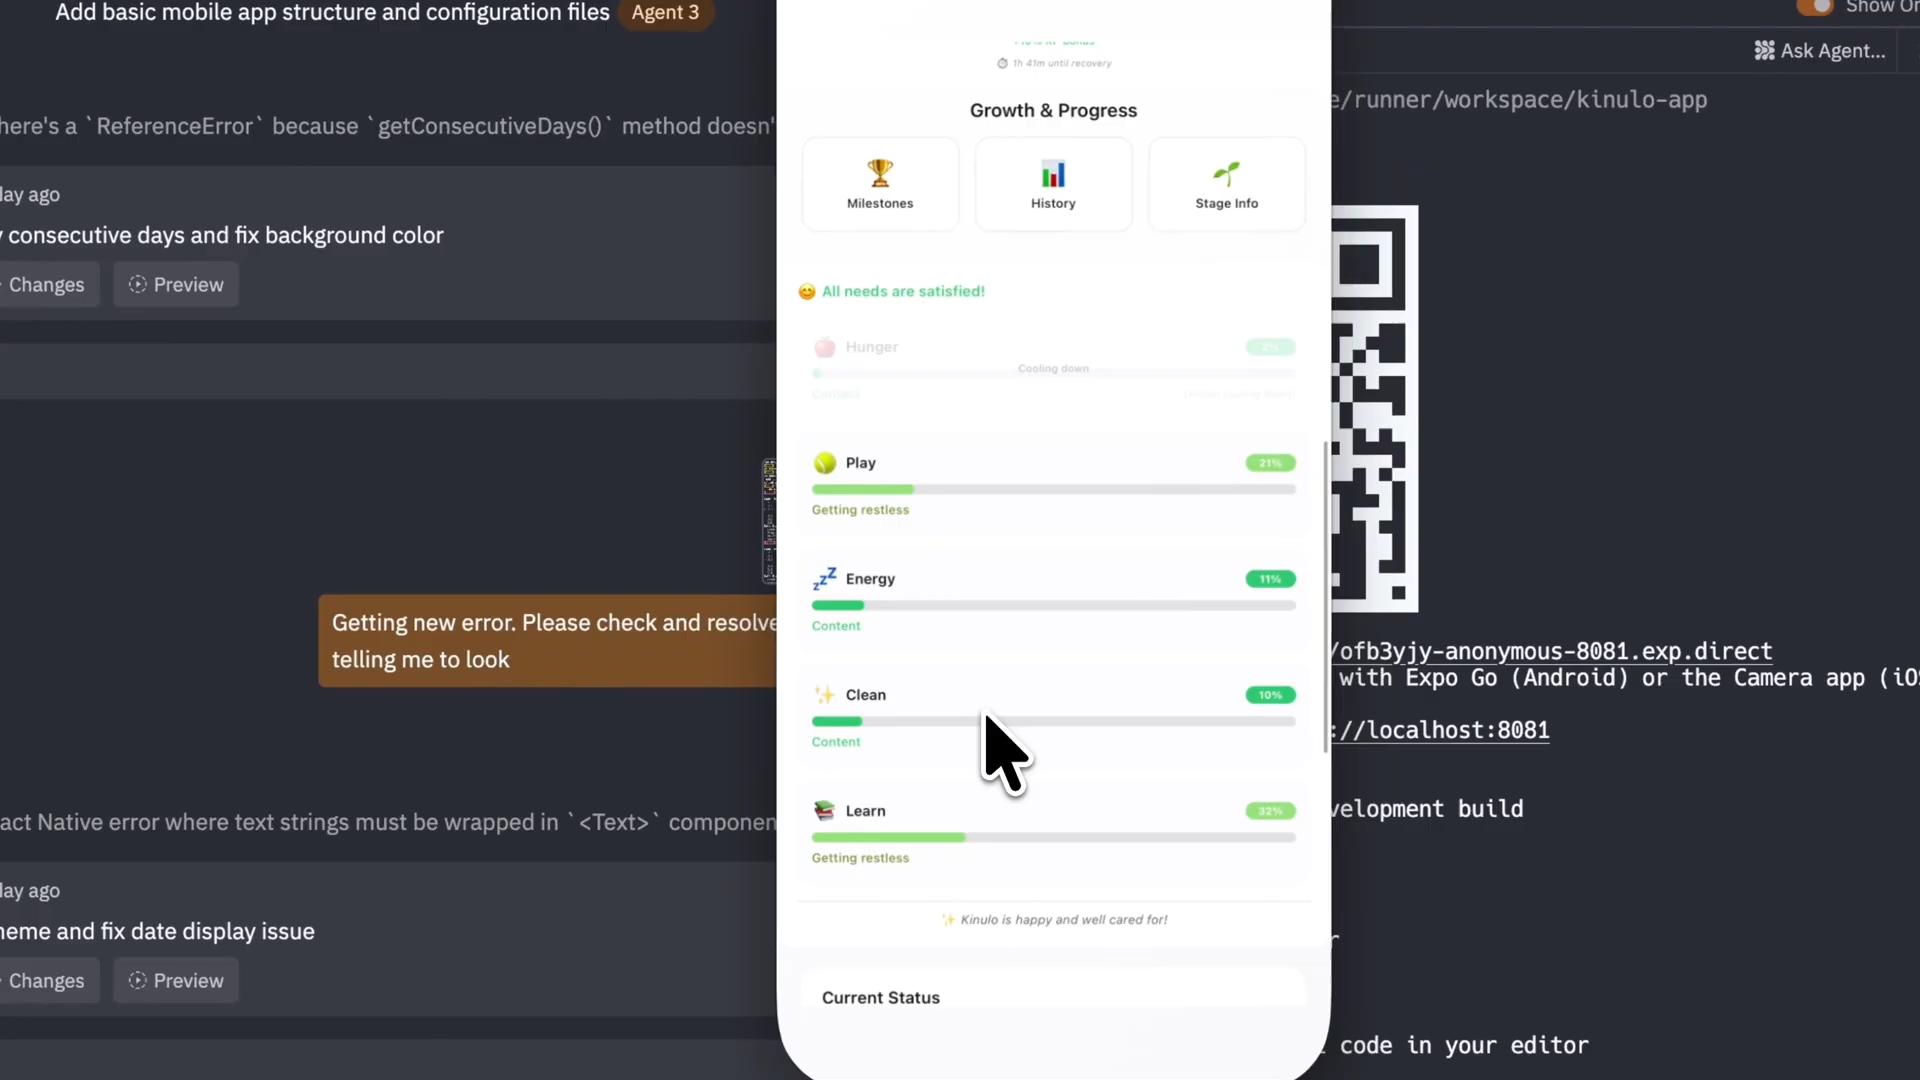 Add basic mobile app structure and configuration files Agent 3
here's a `ReferenceError` because `getConsecutiveDays()` method doesn'
day ago
y consecutive days and fix background color
Changes
Preview
Getting new error. Please check and resolve
telling me to look
act Native error where text strings must be wrapped in `<Text>` componen
day ago
heme and fix date display issue
Changes
Preview
1h 41m until recovery
Growth & Progress
Milestones
History
Stage Info
All needs are satisfied!
Hunger
2%
Cooling down
Content
Play
21%
Getting restless
Energy
11%
Content
Clean
10%
Content
Learn
32%
Getting restless
✨ Kinulo is happy and well cared for!
Current Status
Show On
Ask Agent...
e/runner/workspace/kinulo-app
/ofb3yjy-anonymous-8081.exp.direct
with Expo Go (Android) or the Camera app (iOS
://localhost:8081
velopment build
r
code in your editor